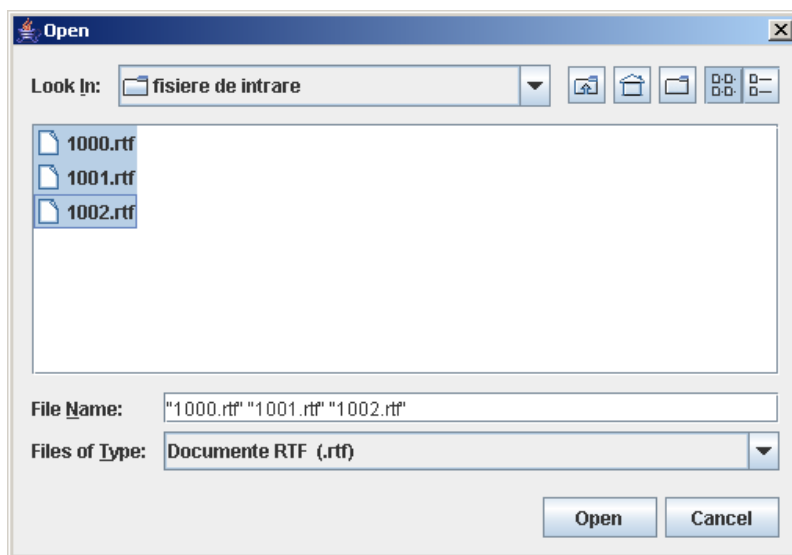 Open
Look In: fisiere de intrare
1000.rtf
1001.rtf
1002.rtf
File Name: "1000.rtf" "1001.rtf" "1002.rtf"
Files of Type: Documente RTF (.rtf)
Open Cancel